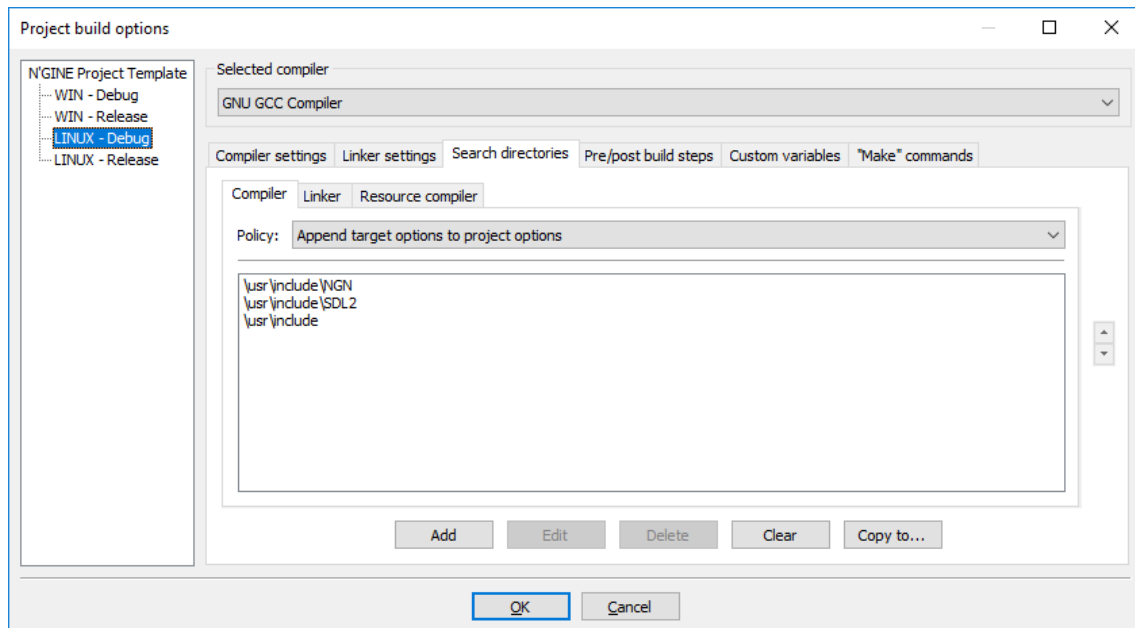 Project build options
N'GINE Project Template
WIN - Debug
WIN - Release
LINUX - Debug
LINUX - Release
Selected compiler
GNU GCC Compiler
Compiler settings
Linker settings
Search directories
Pre/post build steps
Custom variables
"Make" commands
Compiler
Linker
Resource compiler
Policy:
Append target options to project options
\usr\include\NGN
\usr\include\SDL2
\usr\include
Add
Edit
Delete
Clear
Copy to...
OK
Cancel